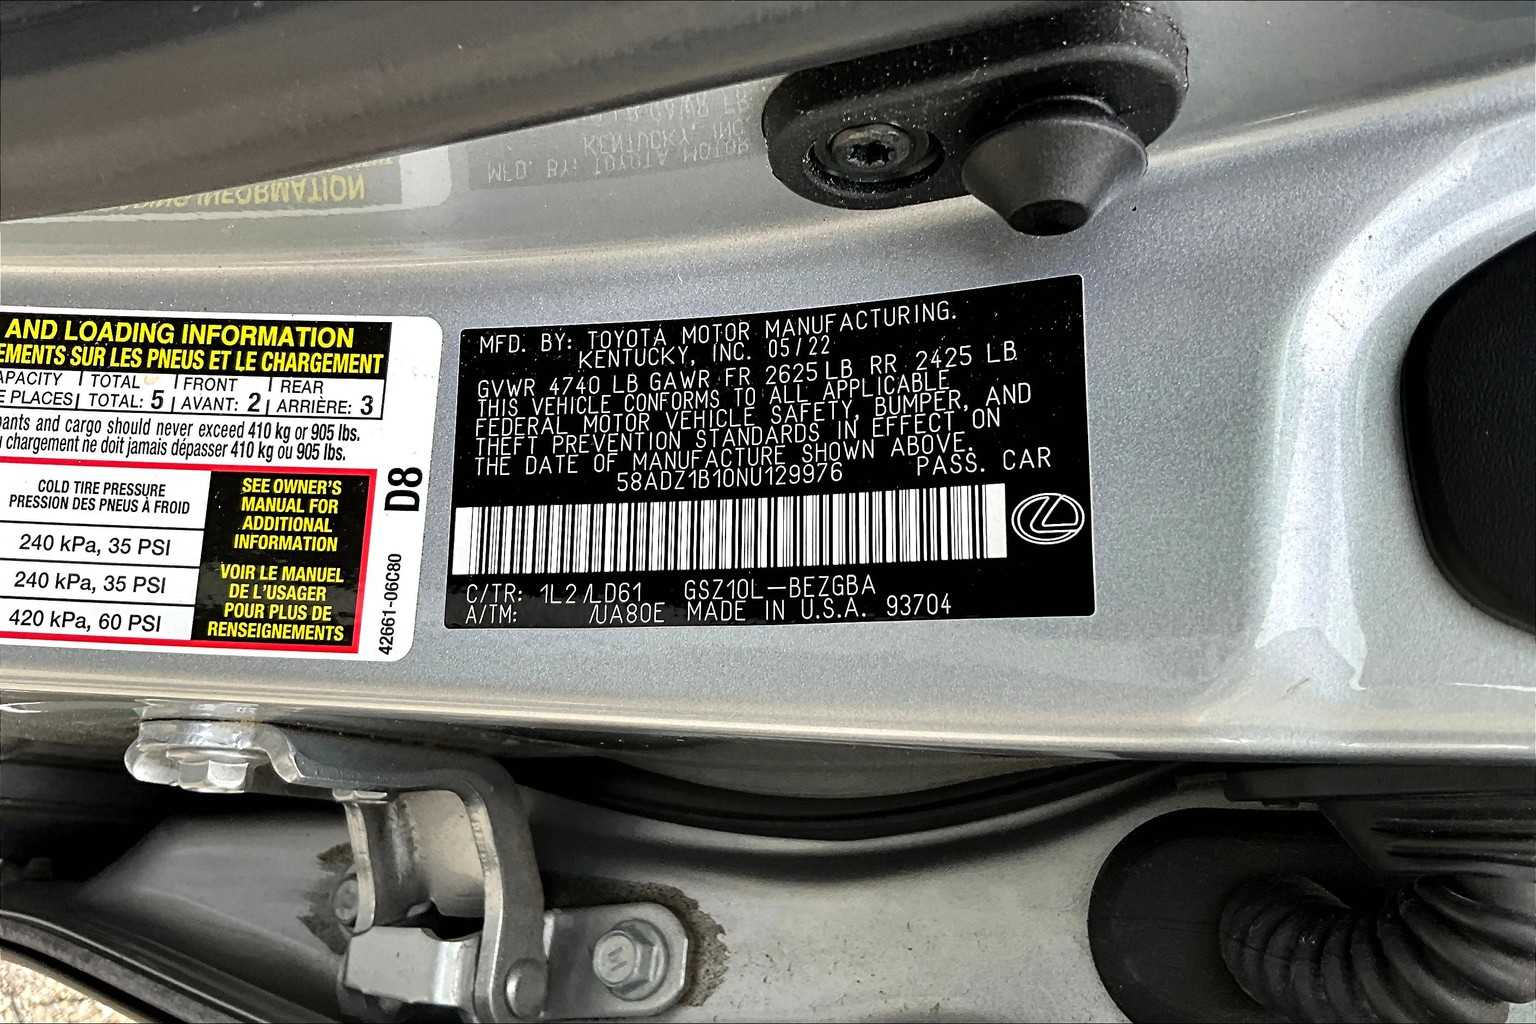 AND LOADING INFORMATION
EMENTS SUR LES PNEUS ET LE CHARGEMENT
APACITY TOTAL FRONT REAR
E PLACES TOTAL: 5 AVANT: 2 ARRIÈRE: 3
pants and cargo should never exceed 410 kg or 905 lbs.
chargement ne doit jamais dépasser 410 kg ou 905 lbs.
COLD TIRE PRESSURE
PRESSION DES PNEUS À FROID
240 kPa, 35 PSI
240 kPa, 35 PSI
420 kPa, 60 PSI
SEE OWNER'S
MANUAL FOR
ADDITIONAL
INFORMATION
VOIR LE MANUEL
DE L'USAGER
POUR PLUS DE
RENSEIGNEMENTS
D8
42661-06C80
MFD. BY: TOYOTA MOTOR MANUFACTURING.
KENTUCKY, INC. 05/22
GVWR 4740 LB GAWR FR 2625 LB RR 2425 LB
THIS VEHICLE CONFORMS TO ALL APPLICABLE
FEDERAL MOTOR VEHICLE SAFETY, BUMPER, AND
THEFT PREVENTION STANDARDS IN EFFECT ON
THE DATE OF MANUFACTURE SHOWN ABOVE.
58ADZ1B10NU129976 PASS. CAR
C/TR: 1L2/LD61 GSZ10L-BEZGBA
A/TM: /UA80E MADE IN U.S.A. 93704